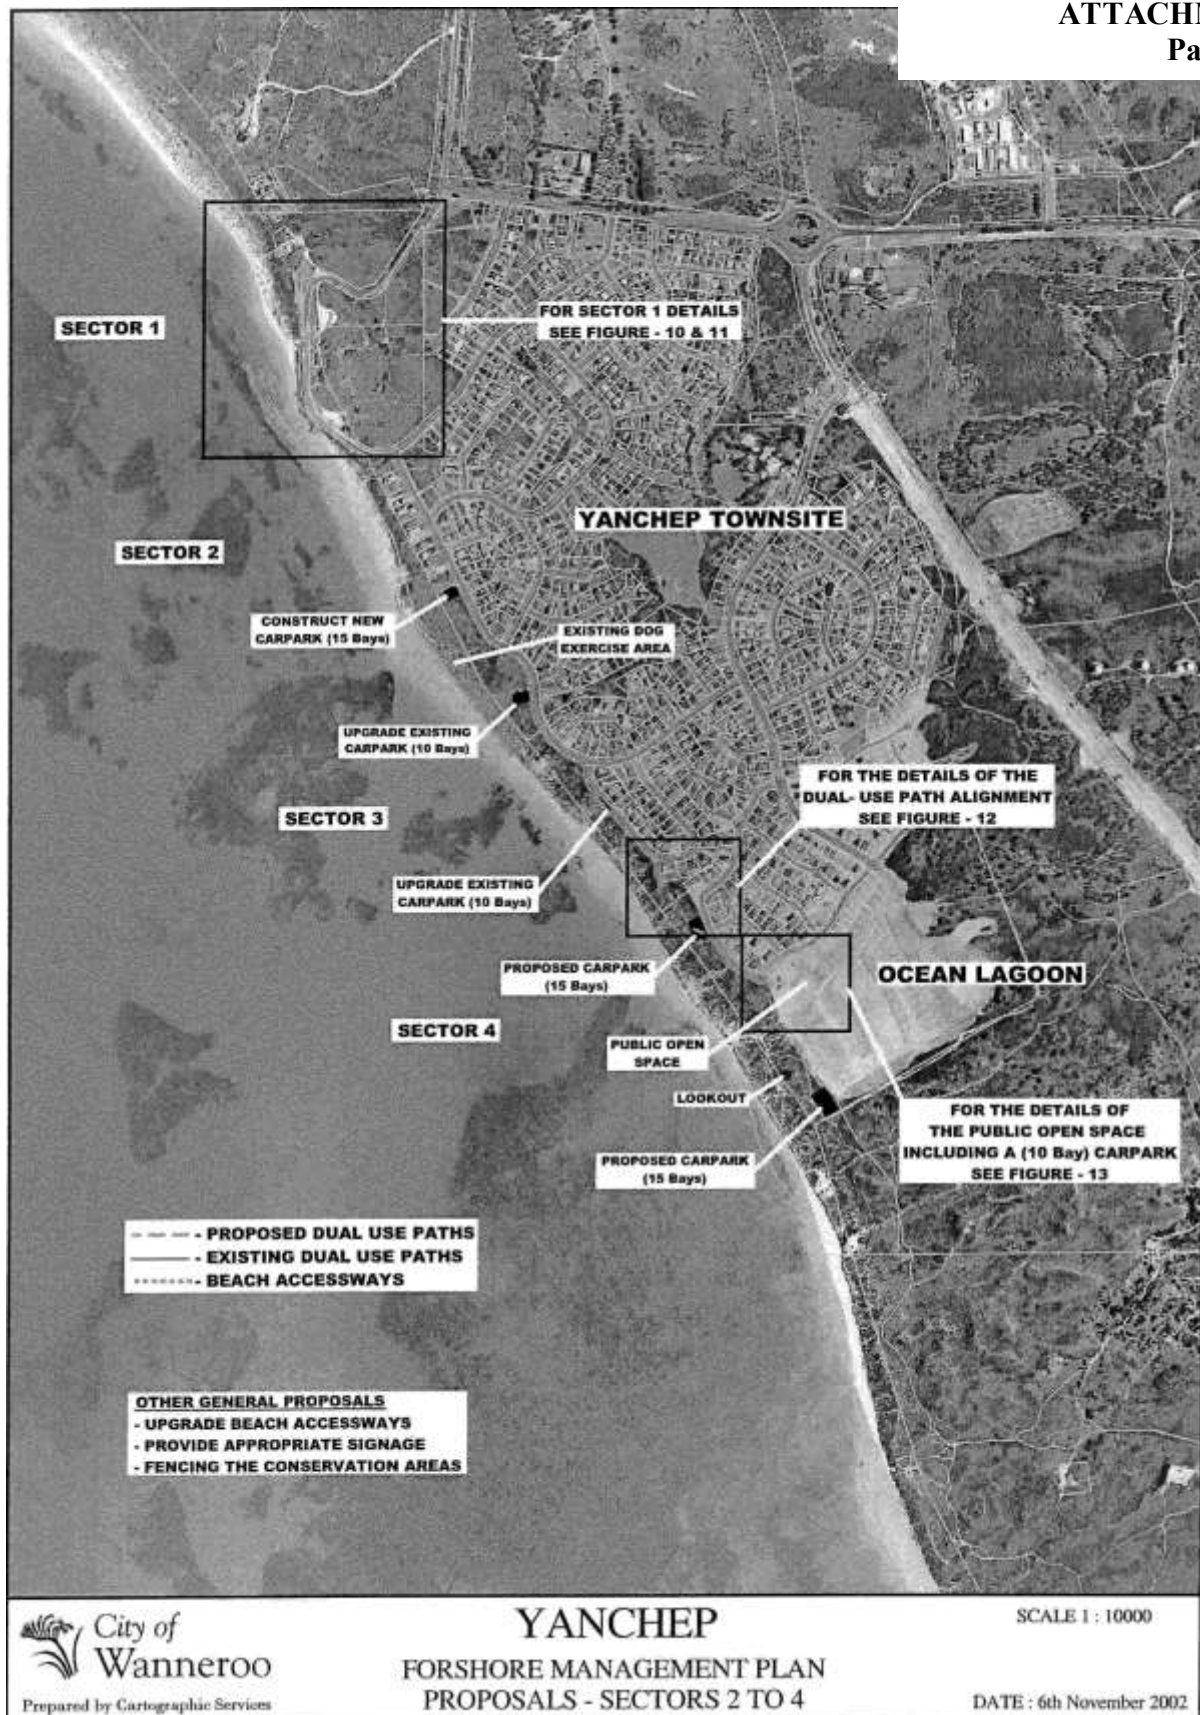 ATTACHM
Pa
SECTOR 1
FOR SECTOR 1 DETAILS
SEE FIGURE - 10 & 11
YANCHEP TOWNSITE
SECTOR 2
CONSTRUCT NEW
CARPARK (15 Bays)
EXISTING DOG
EXERCISE AREA
UPGRADE EXISTING
CARPARK (10 Bays)
FOR THE DETAILS OF THE
DUAL- USE PATH ALIGNMENT
SEE FIGURE - 12
SECTOR 3
UPGRADE EXISTING
CARPARK (10 Bays)
PROPOSED CARPARK
(15 Bays)
OCEAN LAGOON
SECTOR 4
PUBLIC OPEN
SPACE
LOOKOUT
FOR THE DETAILS OF
THE PUBLIC OPEN SPACE
INCLUDING A (10 Bay) CARPARK
SEE FIGURE - 13
PROPOSED CARPARK
(15 Bays)
- PROPOSED DUAL USE PATHS
- EXISTING DUAL USE PATHS
- BEACH ACCESSWAYS
OTHER GENERAL PROPOSALS
- UPGRADE BEACH ACCESSWAYS
- PROVIDE APPROPRIATE SIGNAGE
- FENCING THE CONSERVATION AREAS
City of
Wanneroo
Prepared by Cartographic Services
YANCHEP
FORSHORE MANAGEMENT PLAN
PROPOSALS - SECTORS 2 TO 4
SCALE 1 : 10000
DATE : 6th November 2002